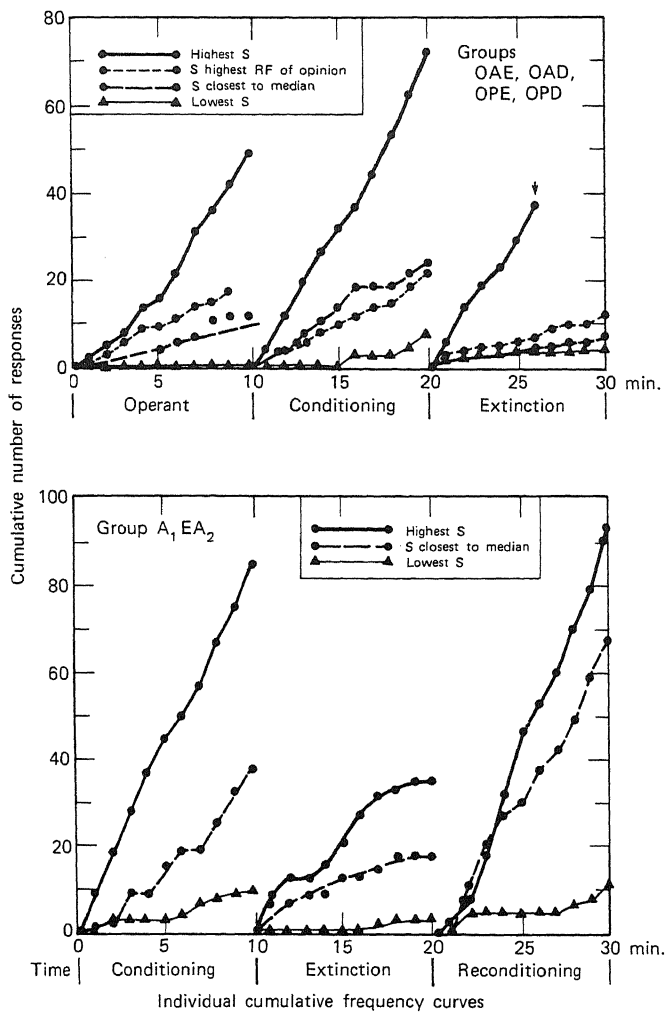 Cumulative number of responses
80
60
40
20
0
Highest S
S highest RF of opinion
S closest to median
Lowest S
Groups
OAE, OAD,
OPE, OPD
0 5 10 15 20 25 30 min.
Operant Conditioning Extinction
100
80
60
40
20
0
Group A₁ EA₂
Highest S
S closest to median
Lowest S
0 5 10 15 20 25 30 min.
Time Conditioning Extinction Reconditioning
Individual cumulative frequency curves